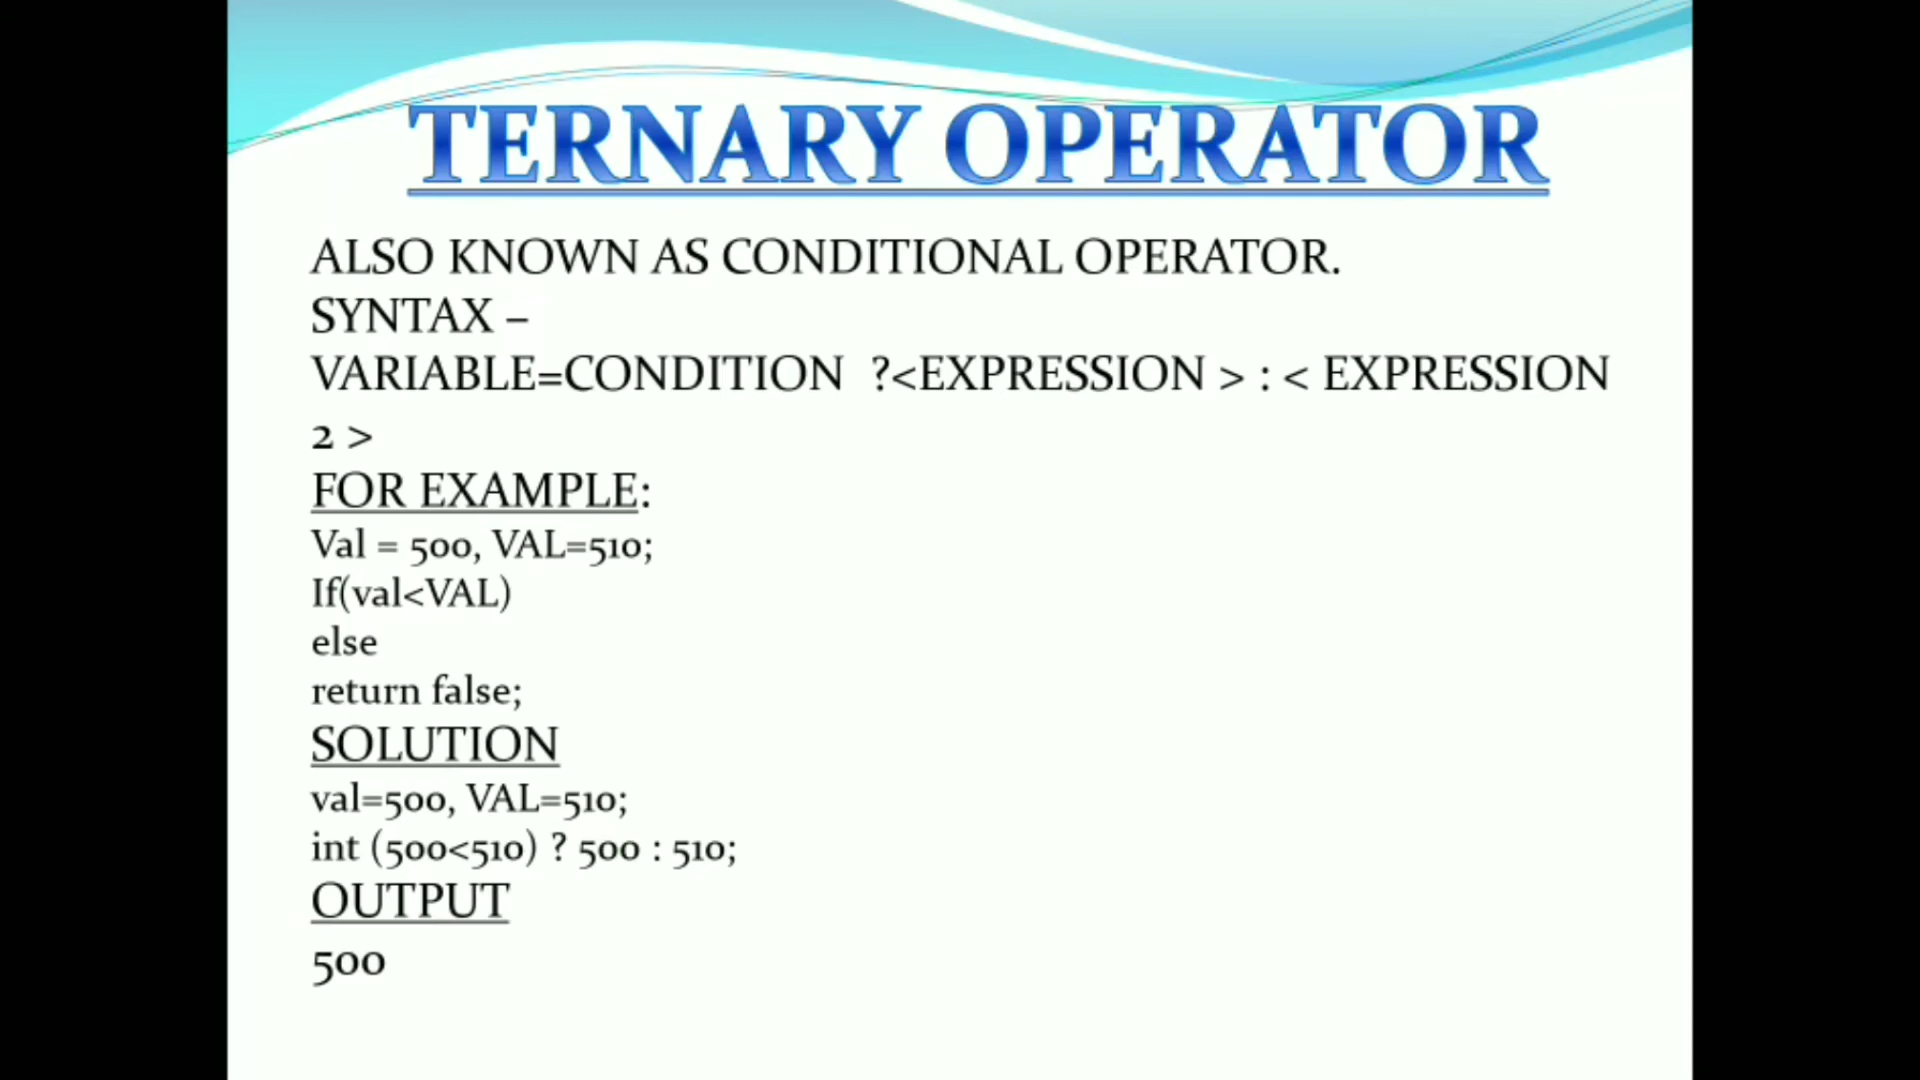 TERNARY OPERATOR
ALSO KNOWN AS CONDITIONAL OPERATOR.
SYNTAX –
VARIABLE=CONDITION ?<EXPRESSION > : < EXPRESSION
2 >
FOR EXAMPLE:
Val = 500, VAL=510;
If(val<VAL)
else
return false;
SOLUTION
val=500, VAL=510;
int (500<510) ? 500 : 510;
OUTPUT
500